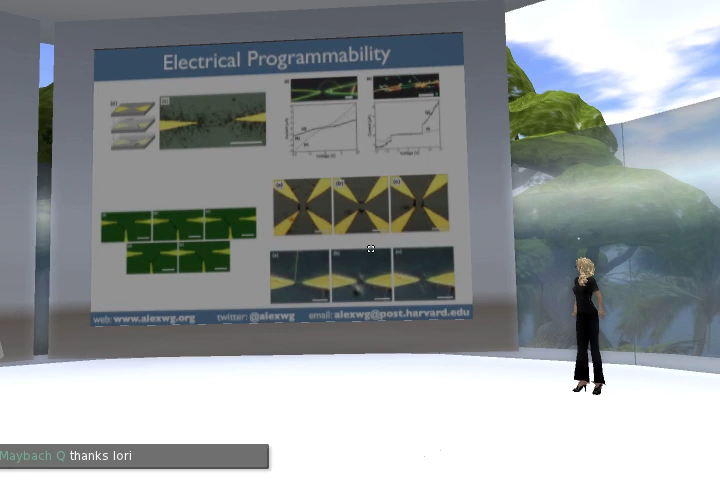 Electrical Programmability
web: www.alexwg.org twitter: @alexwg email: alexwg@post.harvard.edu
Maybach Q thanks lori